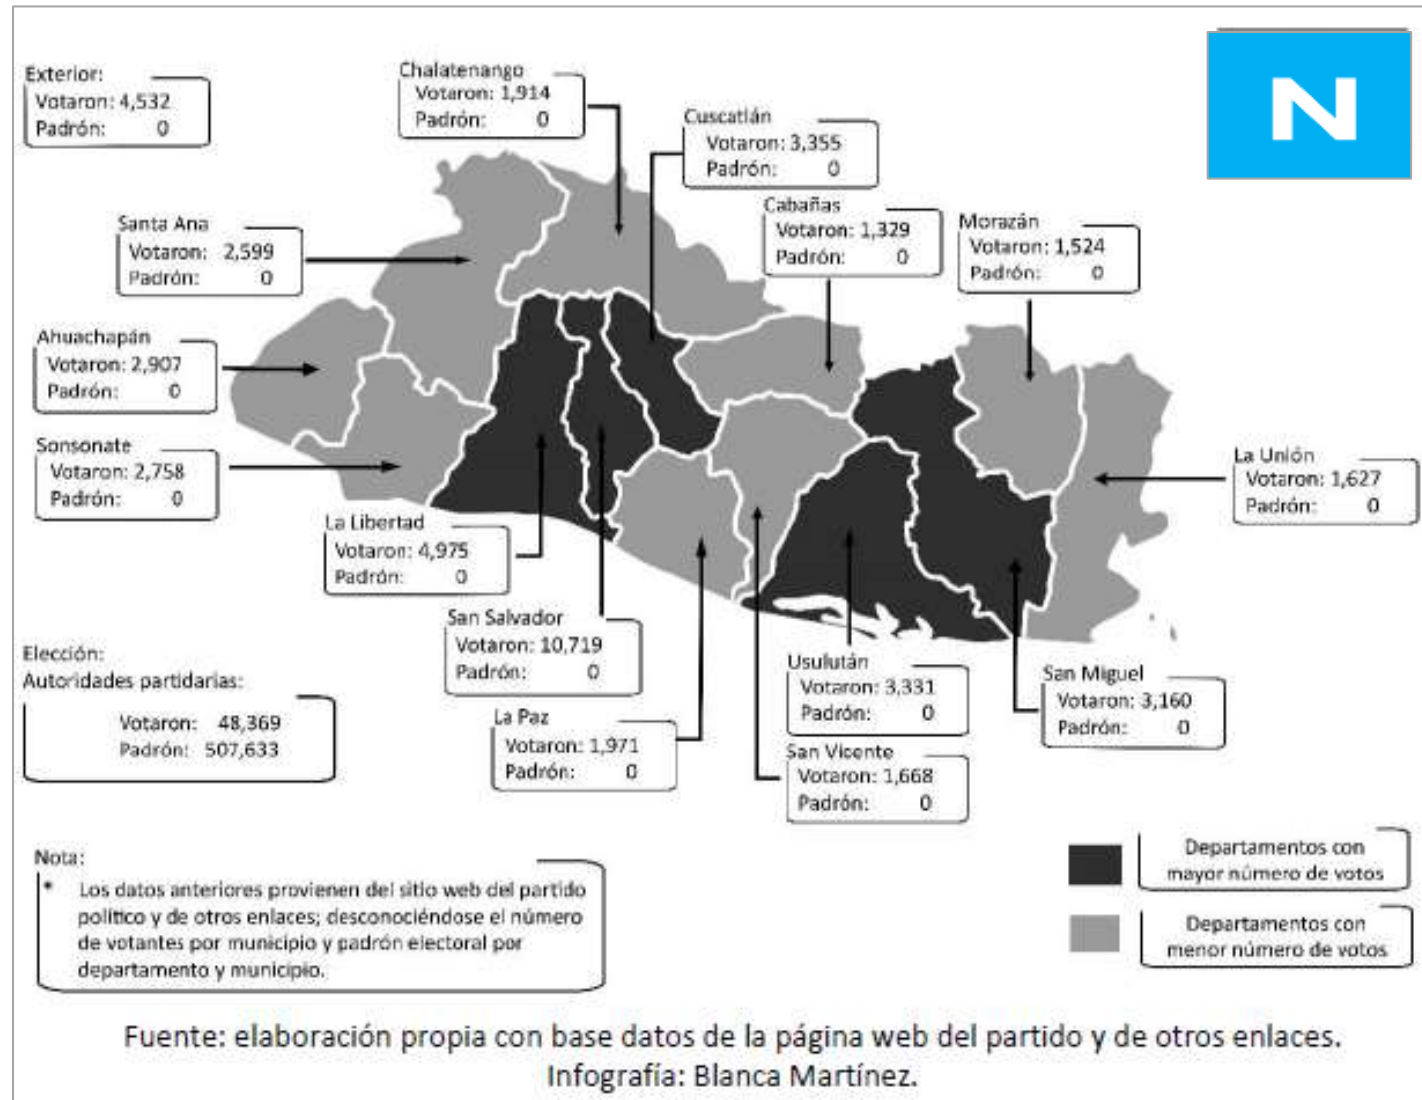 N
Exterior:
Votaron: 4,532
Padrón: 0
Chalatenango
Votaron: 1,914
Padrón: 0
Cuscatlán
Votaron: 3,355
Padrón: 0
Cabañas
Votaron: 1,329
Padrón: 0
Morazán
Votaron: 1,524
Padrón: 0
Santa Ana
Votaron: 2,599
Padrón: 0
Ahuachapán
Votaron: 2,907
Padrón: 0
Sonsonate
Votaron: 2,758
Padrón: 0
La Unión
Votaron: 1,627
Padrón: 0
La Libertad
Votaron: 4,975
Padrón: 0
San Salvador
Votaron: 10,719
Padrón: 0
La Paz
Votaron: 1,971
Padrón: 0
Usulután
Votaron: 3,331
Padrón: 0
San Vicente
Votaron: 1,668
Padrón: 0
San Miguel
Votaron: 3,160
Padrón: 0
Elección:
Autoridades partidarias:
Votaron: 48,369
Padrón: 507,633
Nota:
* Los datos anteriores provienen del sitio web del partido
político y de otros enlaces; desconociéndose el número
de votantes por municipio y padrón electoral por
departamento y municipio.
Departamentos con
mayor número de votos
Departamentos con
menor número de votos
Fuente: elaboración propia con base datos de la página web del partido y de otros enlaces.
Infografía: Blanca Martínez.